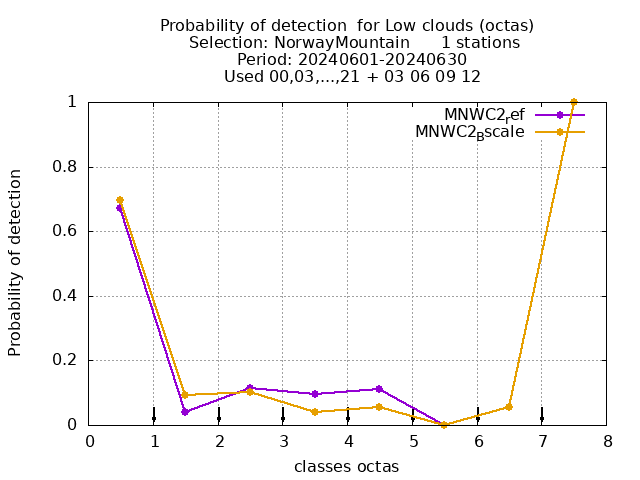 Probability of detection  for Low clouds (octas)
Selection: NorwayMountain      1 stations
Period: 20240601-20240630
Used 00,03,...,21 + 03 06 09 12
MNWC2ref
MNWC2Bscale
1
0.8
0.6
0.4
0.2
0
Probability of detection
0 1 2 3 4 5 6 7 8
classes octas